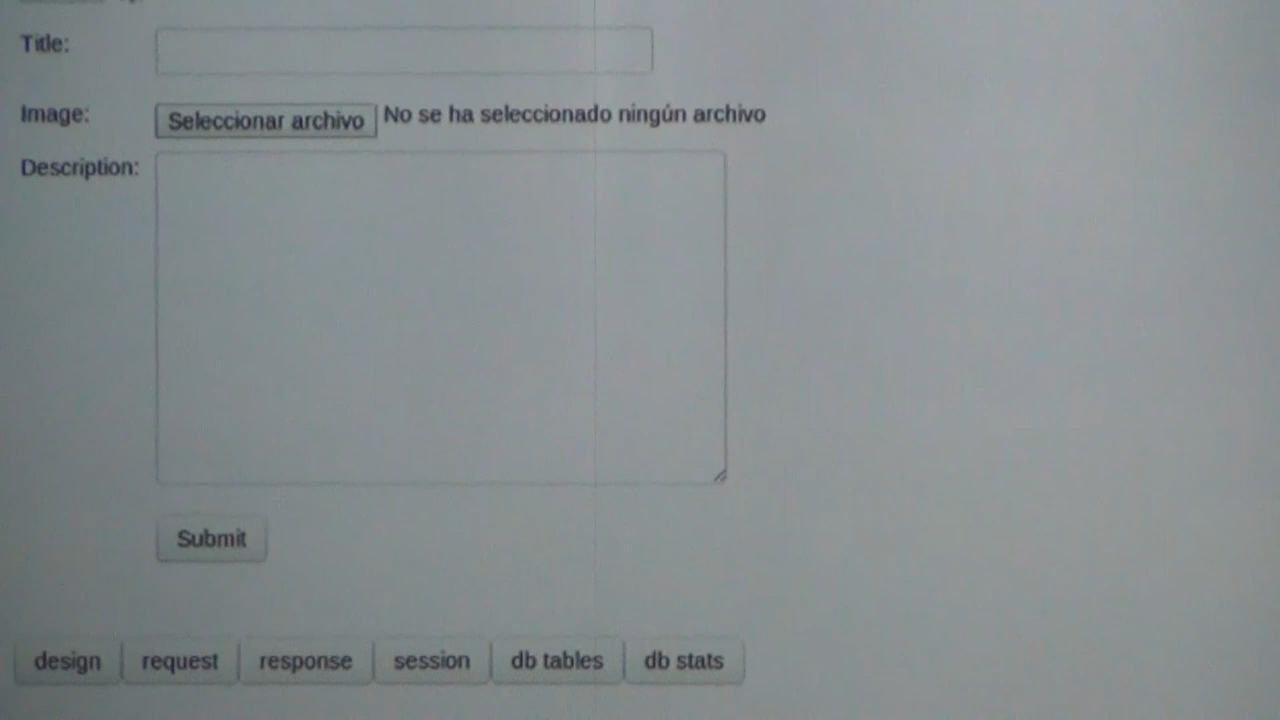 Title:
Image: Seleccionar archivo No se ha seleccionado ningún archivo
Description:
Submit
design request response session db tables db stats